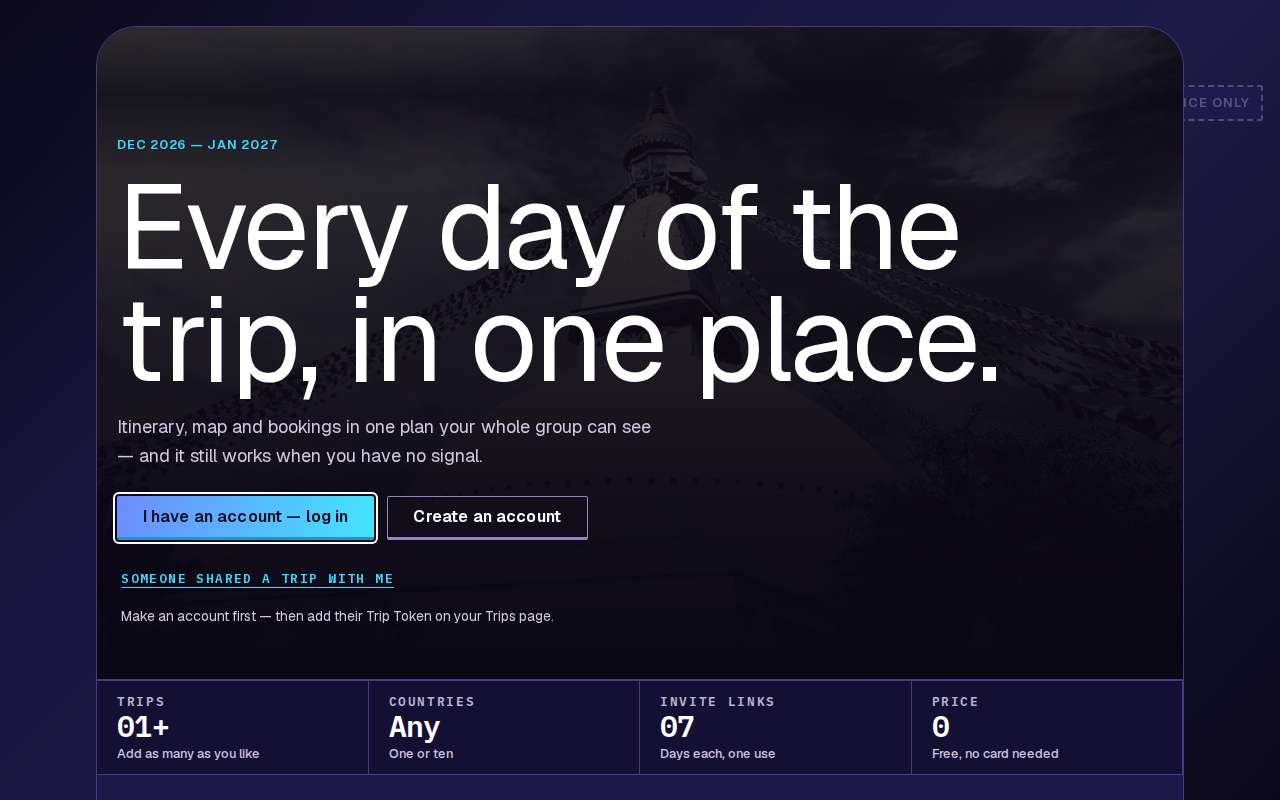 ICE ONLY
DEC 2026 — JAN 2027
Every day of the
trip, in one place.
Itinerary, map and bookings in one plan your whole group can see
— and it still works when you have no signal.
I have an account — log in
Create an account
SOMEONE SHARED A TRIP WITH ME
Make an account first — then add their Trip Token on your Trips page.
TRIPS
01+
Add as many as you like
COUNTRIES
Any
One or ten
INVITE LINKS
07
Days each, one use
PRICE
0
Free, no card needed